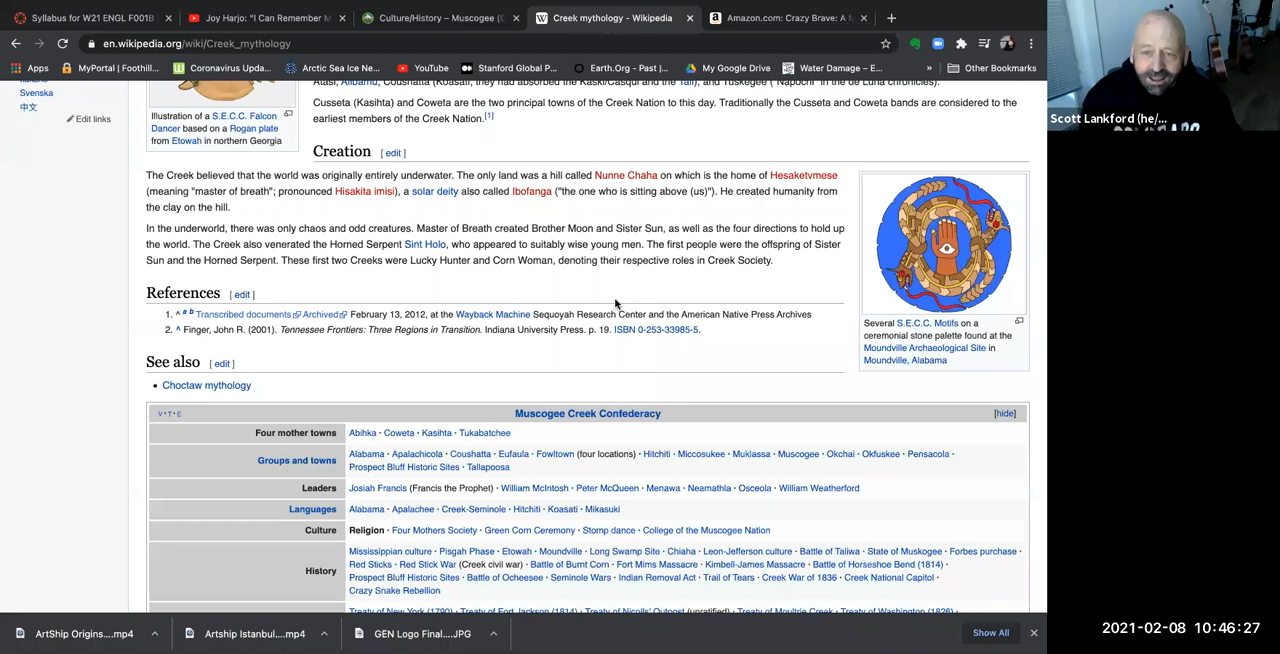 Syllabus for W21 ENGL F001B
Joy Harjo: "I Can Remember M
Culture/History – Muscogee (C
Creek mythology - Wikipedia
Amazon.com: Crazy Brave: A M
en.wikipedia.org/wiki/Creek_mythology
Apps MyPortal | Foothill... Coronavirus Upda... Arctic Sea Ice Ne... YouTube Stanford Global P... Earth.Org - Past |... My Google Drive Water Damage – E... » Other Bookmarks
Svenska
中文
Edit links
Illustration of a S.E.C.C. Falcon
Dancer based on a Rogan plate
from Etowah in northern Georgia
Cusseta (Kasihta) and Coweta are the two principal towns of the Creek Nation to this day. Traditionally the Cusseta and Coweta bands are considered to the
earliest members of the Creek Nation.[1]
Creation [ edit ]
The Creek believed that the world was originally entirely underwater. The only land was a hill called Nunne Chaha on which is the home of Hesaketvmese
(meaning "master of breath"; pronounced Hisakita imisi), a solar deity also called Ibofanga ("the one who is sitting above (us)"). He created humanity from
the clay on the hill.
In the underworld, there was only chaos and odd creatures. Master of Breath created Brother Moon and Sister Sun, as well as the four directions to hold up
the world. The Creek also venerated the Horned Serpent Sint Holo, who appeared to suitably wise young men. The first people were the offspring of Sister
Sun and the Horned Serpent. These first two Creeks were Lucky Hunter and Corn Woman, denoting their respective roles in Creek Society.
Several S.E.C.C. Motifs on a
ceremonial stone palette found at the
Moundville Archaeological Site in
Moundville, Alabama
References [ edit ]
1. ^ a b Transcribed documents Archived February 13, 2012, at the Wayback Machine Sequoyah Research Center and the American Native Press Archives
2. ^ Finger, John R. (2001). Tennessee Frontiers: Three Regions in Transition. Indiana University Press. p. 19. ISBN 0-253-33985-5.
See also [ edit ]
• Choctaw mythology
V·T·E Muscogee Creek Confederacy [hide]
Four mother towns Abihka · Coweta · Kasihta · Tukabatchee
Groups and towns Alabama · Apalachicola · Coushatta · Eufaula · Fowltown (four locations) · Hitchiti · Miccosukee · Muklassa · Muscogee · Okchai · Okfuskee · Pensacola ·
Prospect Bluff Historic Sites · Tallapoosa
Leaders Josiah Francis (Francis the Prophet) · William McIntosh · Peter McQueen · Menawa · Neamathla · Osceola · William Weatherford
Languages Alabama · Apalachee · Creek-Seminole · Hitchiti · Koasati · Mikasuki
Culture Religion · Four Mothers Society · Green Corn Ceremony · Stomp dance · College of the Muscogee Nation
History Mississippian culture · Pisgah Phase · Etowah · Moundville · Long Swamp Site · Chiaha · Leon-Jefferson culture · Battle of Taliwa · State of Muskogee · Forbes purchase ·
Red Sticks · Red Stick War (Creek civil war) · Battle of Burnt Corn · Fort Mims Massacre · Kimbell-James Massacre · Battle of Horseshoe Bend (1814) ·
Prospect Bluff Historic Sites · Battle of Ocheesee · Seminole Wars · Indian Removal Act · Trail of Tears · Creek War of 1836 · Creek National Capitol ·
Crazy Snake Rebellion
Treaty of New York (1790) · Treaty of Fort Jackson (1814) · Treaty of Nicolls' Outpost (unratified) · Treaty of Moultrie Creek · Treaty of Washington (1826) ·
ArtShip Origins....mp4 Artship Istanbul....mp4 GEN Logo Final....JPG Show All
Scott Lankford (he/...
2021-02-08 10:46:27